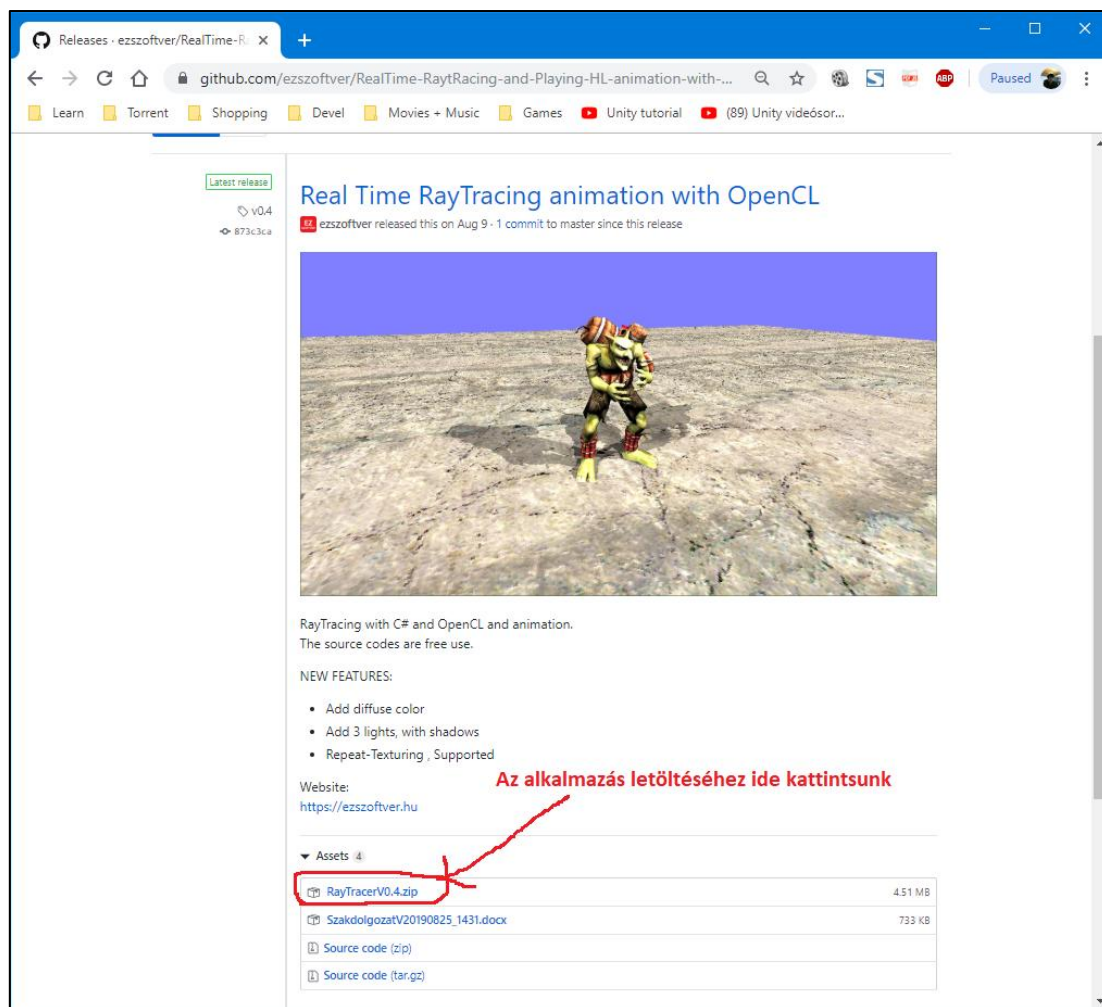 Releases · ezszoftver/RealTime-R
github.com/ezszoftver/RealTime-RaytRacing-and-Playing-HL-animation-with-...
ABP
Paused
Learn
Torrent
Shopping
Devel
Movies + Music
Games
Unity tutorial
(89) Unity videósor...
Latest release
v0.4
873c3ca
Real Time RayTracing animation with OpenCL
EZ
ezszoftver released this on Aug 9 · 1 commit to master since this release
RayTracing with C# and OpenCL and animation.
The source codes are free use.
NEW FEATURES:
• Add diffuse color
• Add 3 lights, with shadows
• Repeat-Texturing , Supported
Az alkalmazás letöltéséhez ide kattintsunk
Website:
https://ezszoftver.hu
Assets 4
RayTracerV0.4.zip
4.51 MB
SzakdolgozatV20190825_1431.docx
733 KB
Source code (zip)
Source code (tar.gz)